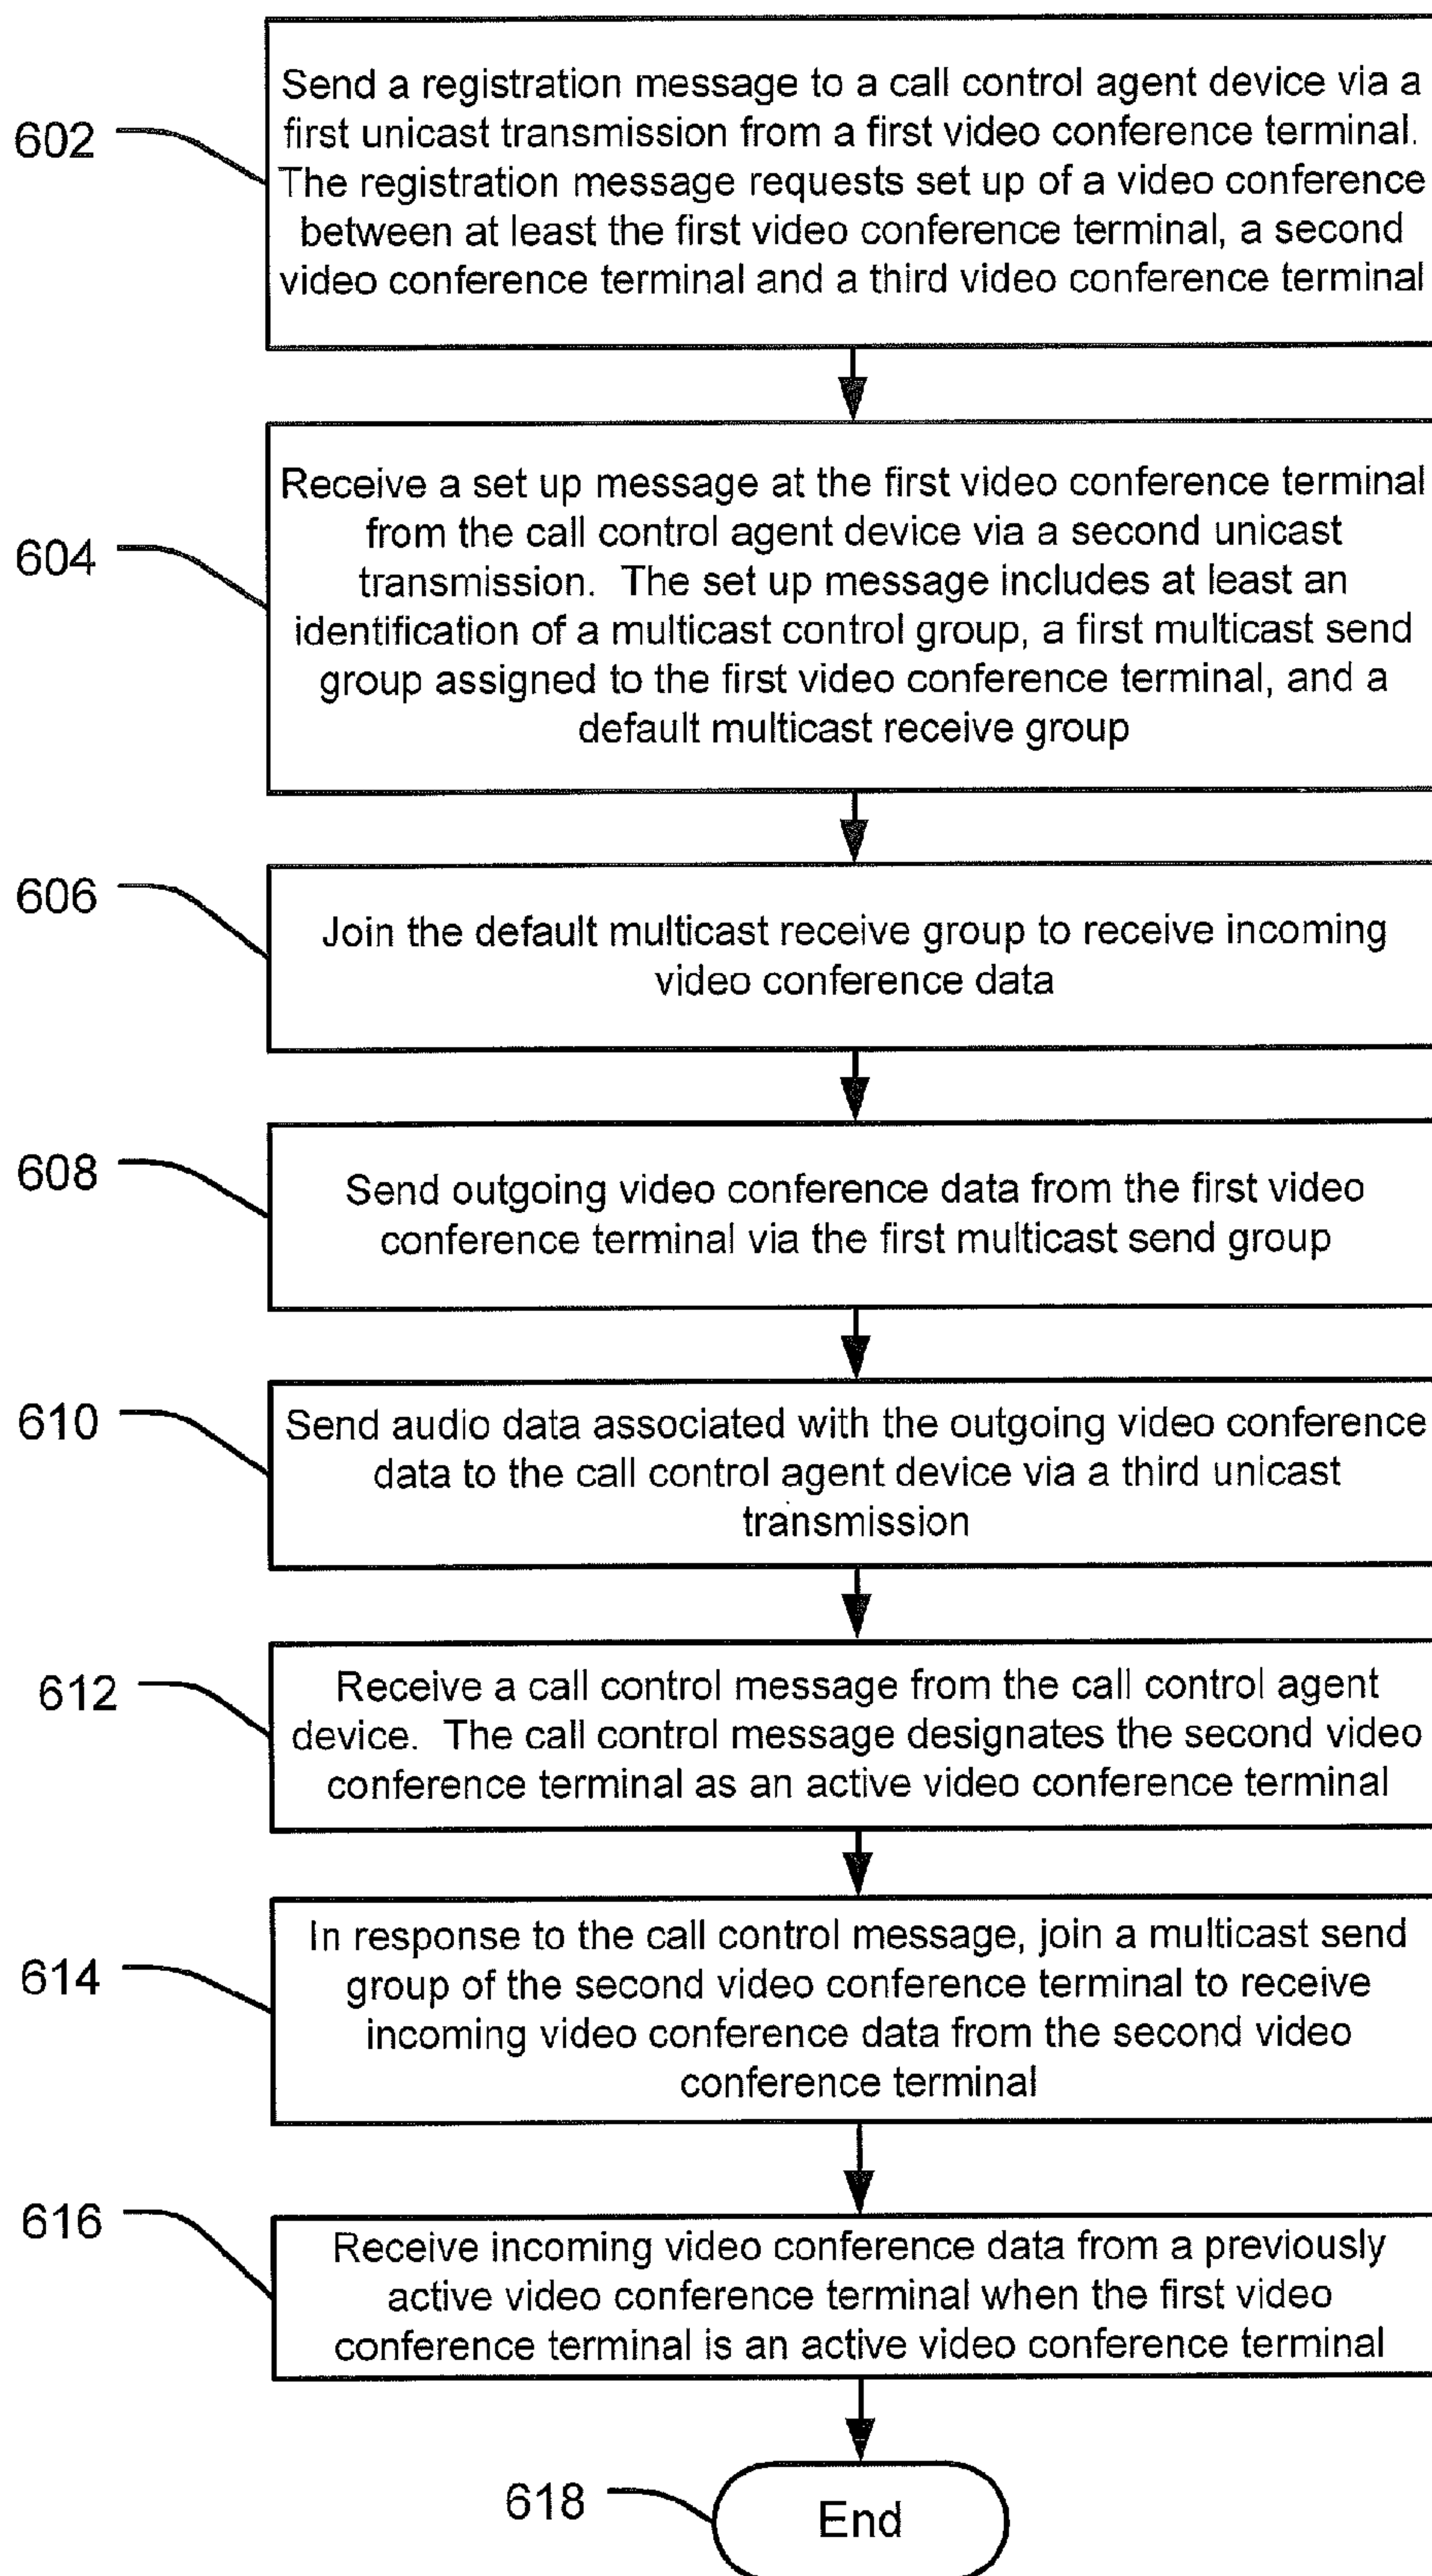 602
Send a registration message to a call control agent device via a
first unicast transmission from a first video conference terminal.
The registration message requests set up of a video conference
between at least the first video conference terminal, a second
video conference terminal and a third video conference terminal
604
Receive a set up message at the first video conference terminal
from the call control agent device via a second unicast
transmission. The set up message includes at least an
identification of a multicast control group, a first multicast send
group assigned to the first video conference terminal, and a
default multicast receive group
606
Join the default multicast receive group to receive incoming
video conference data
608
Send outgoing video conference data from the first video
conference terminal via the first multicast send group
610
Send audio data associated with the outgoing video conference
data to the call control agent device via a third unicast
transmission
612
Receive a call control message from the call control agent
device. The call control message designates the second video
conference terminal as an active video conference terminal
614
In response to the call control message, join a multicast send
group of the second video conference terminal to receive
incoming video conference data from the second video
conference terminal
616
Receive incoming video conference data from a previously
active video conference terminal when the first video
conference terminal is an active video conference terminal
618
End